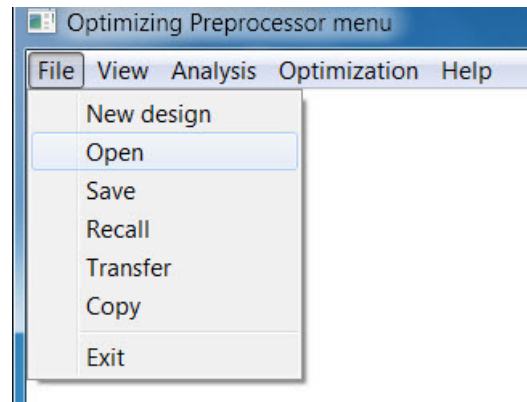 Optimizing Preprocessor menu
File View Analysis Optimization Help
New design
Open
Save
Recall
Transfer
Copy
Exit